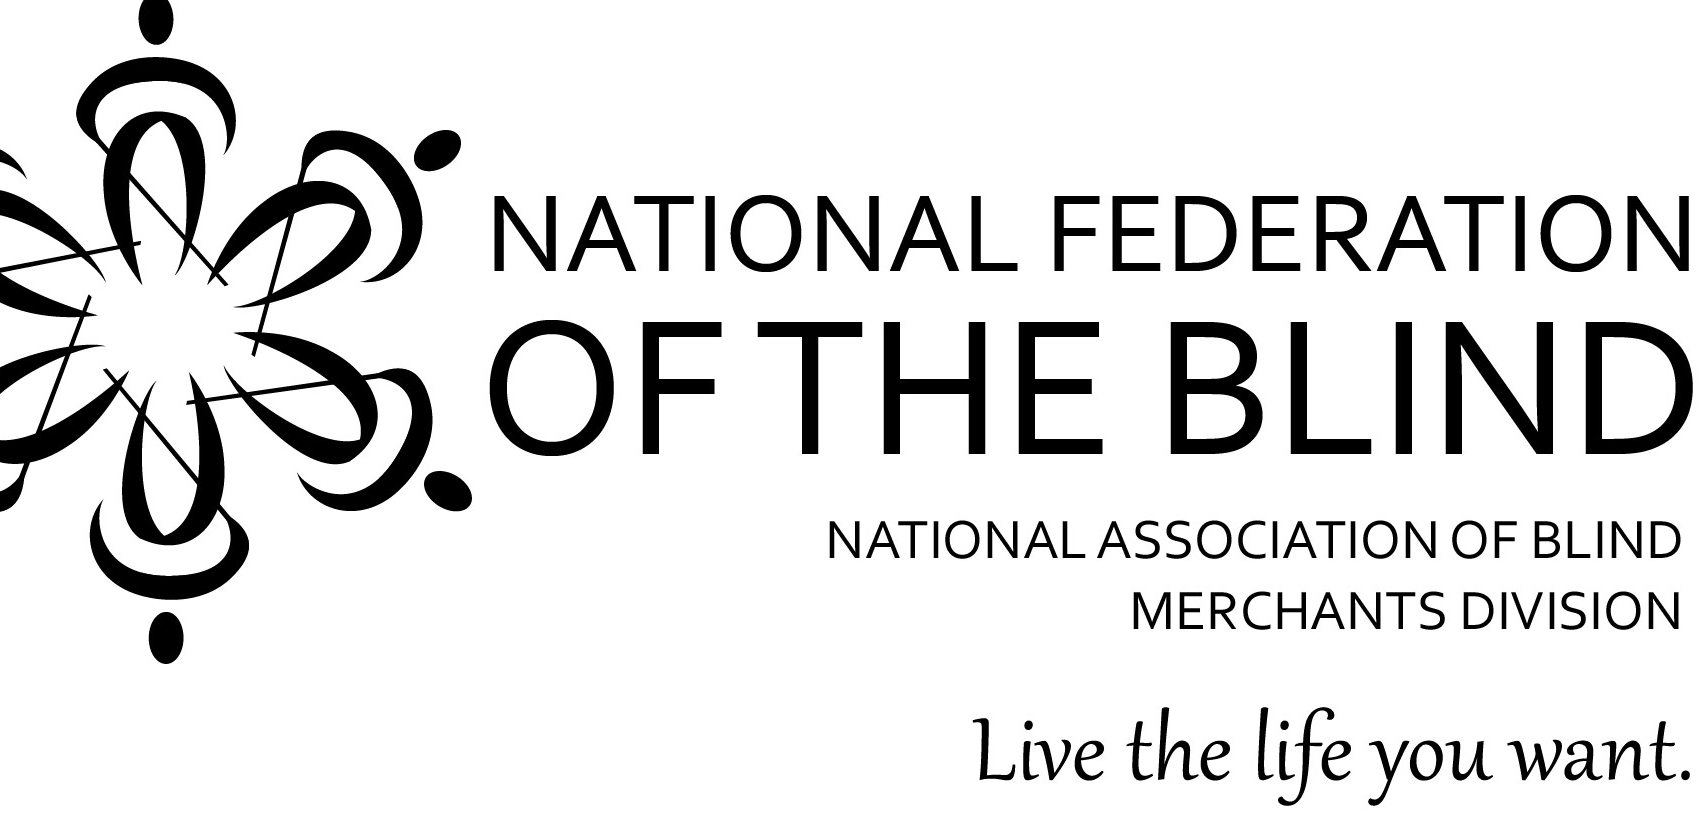 NATIONAL FEDERATION
OF THE BLIND
NATIONAL ASSOCIATION OF BLIND
MERCHANTS DIVISION
Live the life you want.